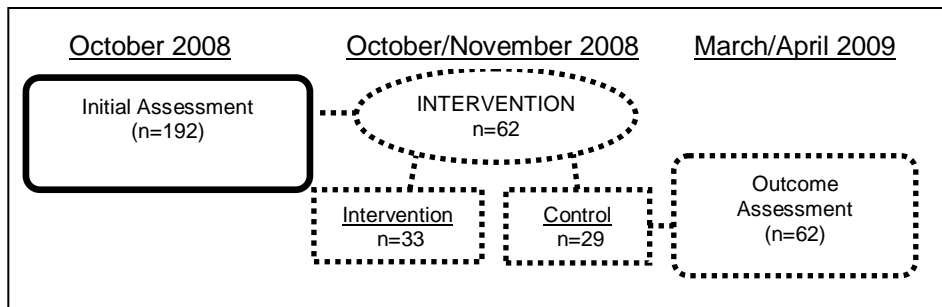 October 2008
October/November 2008
March/April 2009
Initial Assessment
(n=192)
INTERVENTION
n=62
Intervention
n=33
Control
n=29
Outcome
Assessment
(n=62)